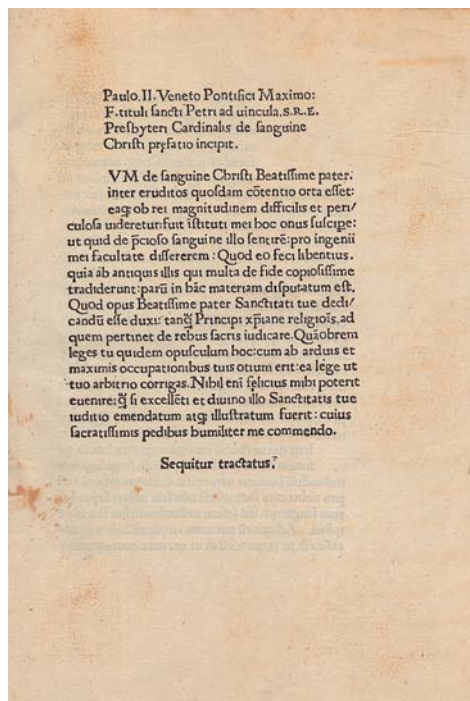 Paulo.II.Veneto Pontifici Maximo:
F.tituli ſancti Petri ad uincula.S.R.E.
Preſbyteri Cardinalis de ſanguine
Chriſti pręfatio incipit.
VM de ſanguine Chriſti Beatiſſime pater.
inter eruditos quoſdam cōtentio orta eſſet:
eaq; ob rei magnitudinem difficilis et peri/
culoſa uideretur:fuit īſtituti mei hoc onus ſuſcipe:
ut quid de p̄cioſo ſanguine illo ſentirē:pro ingenii
mei facultate diſſererem: Quod eo feci libentius.
quia ab antiquis illis qui multa de fide copioſiſſime
tradiderunt:parū in hāc materiam diſputatum eſt.
Quod opus Beatiſſime pater Sanctitati tue dedi/
candū eſſe duxi: tanq̄ Principi xp̄iane religiōis.ad
quem pertinet de rebus ſacris iudicare. Quāobrem
leges tu quidem opuſculum hoc:cum ab arduis et
maximis occupationibus tuis otium erit:ea lege ut
tuo arbitrio corrigas. Nihil enī felicius mihi poterit
euenire:q̄ ſi excellēti et diuino illo Sanctitatis tue
iuditio emendatum atq; illuſtratum fuerit: cuius
ſacratiſſimis pedibus humiliter me commendo.
Sequitur tractatus.